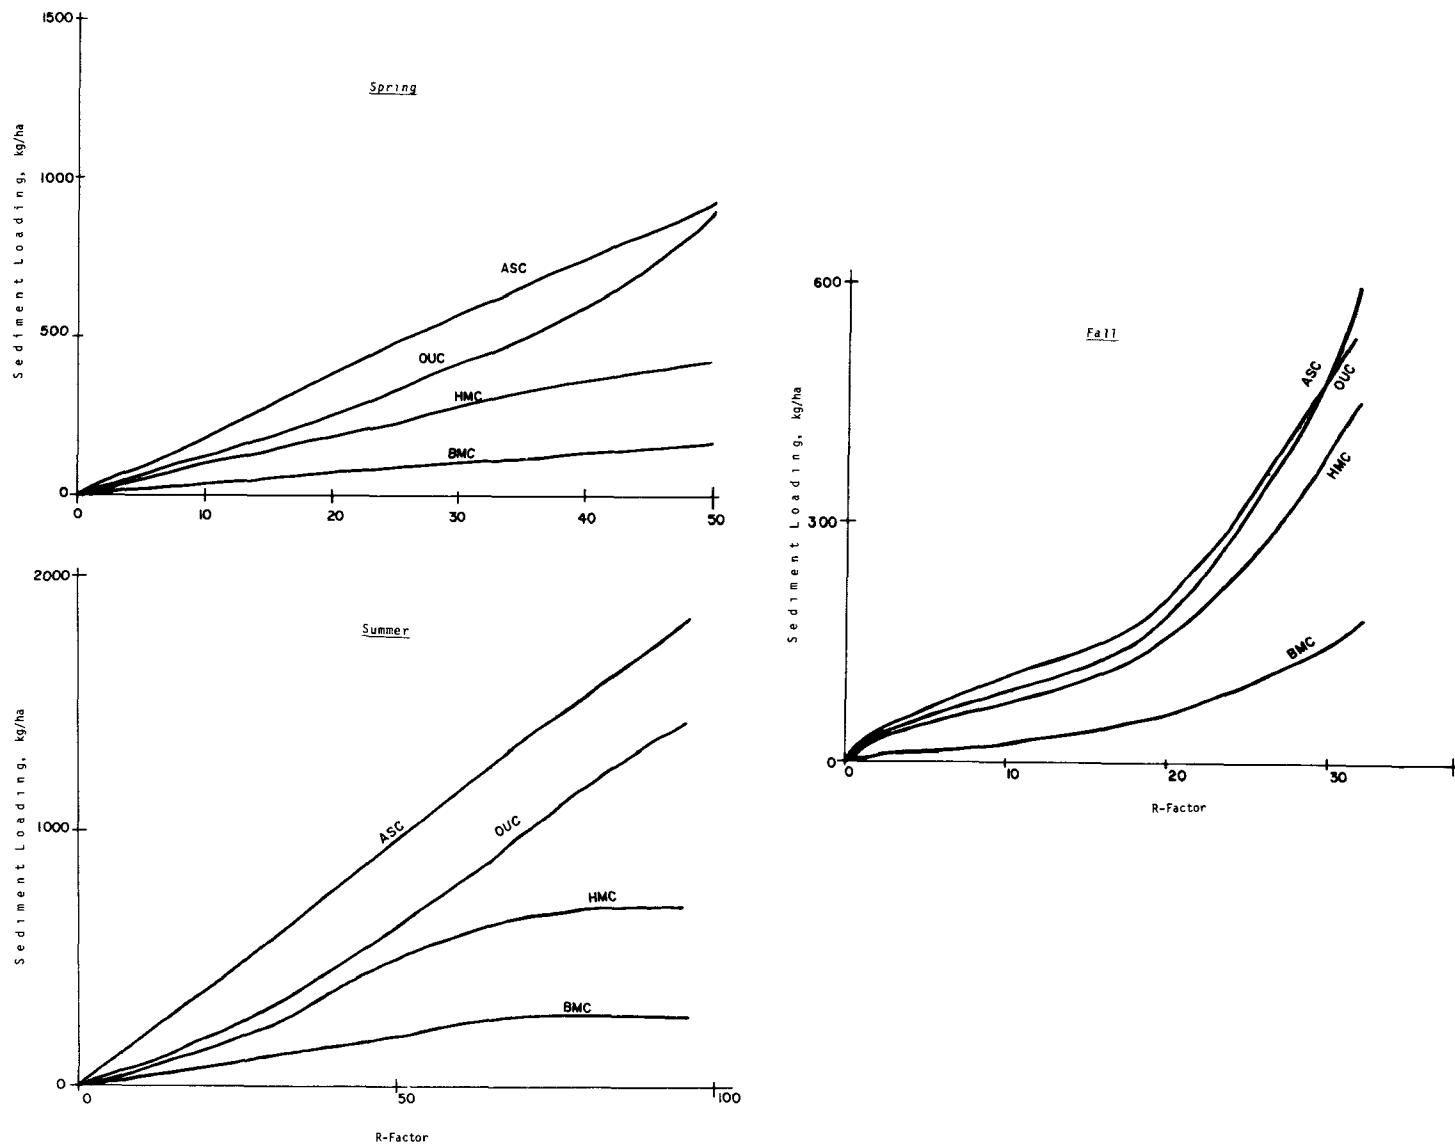 1500
Spring
Sediment Loading, kg/ha
1000
ASC
500
OUC
HMC
BMC
0
0 10 20 30 40 50
2000
Summer
Sediment Loading, kg/ha
1000
ASC
OUC
HMC
BMC
0
0 50 100
R-Factor
600
Fall
ASC
OUC
Sediment Loading, kg/ha
HMC
300
BMC
0
0 10 20 30
R-Factor